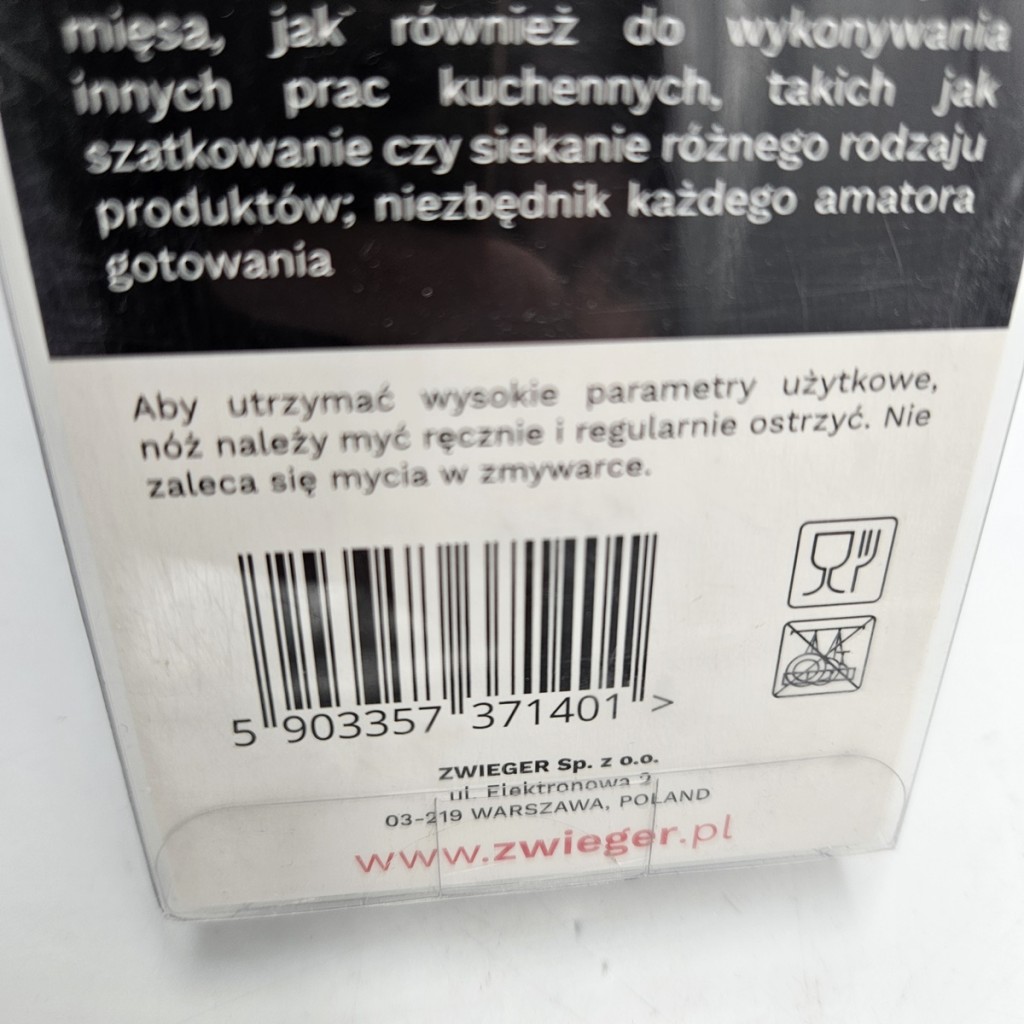 mięsa, jak również do wykonywania
innych prac kuchennych, takich jak
szatkowanie czy siekanie różnego rodzaju
produktów; niezbędnik każdego amatora
gotowania
Aby utrzymać wysokie parametry użytkowe,
nóż należy myć ręcznie i regularnie ostrzyć. Nie
zaleca się mycia w zmywarce.
5 903357 371401 >
ZWIEGER Sp. z o.o.
ul. Elektronowa 2
03-219 WARSZAWA, POLAND
www.zwieger.pl